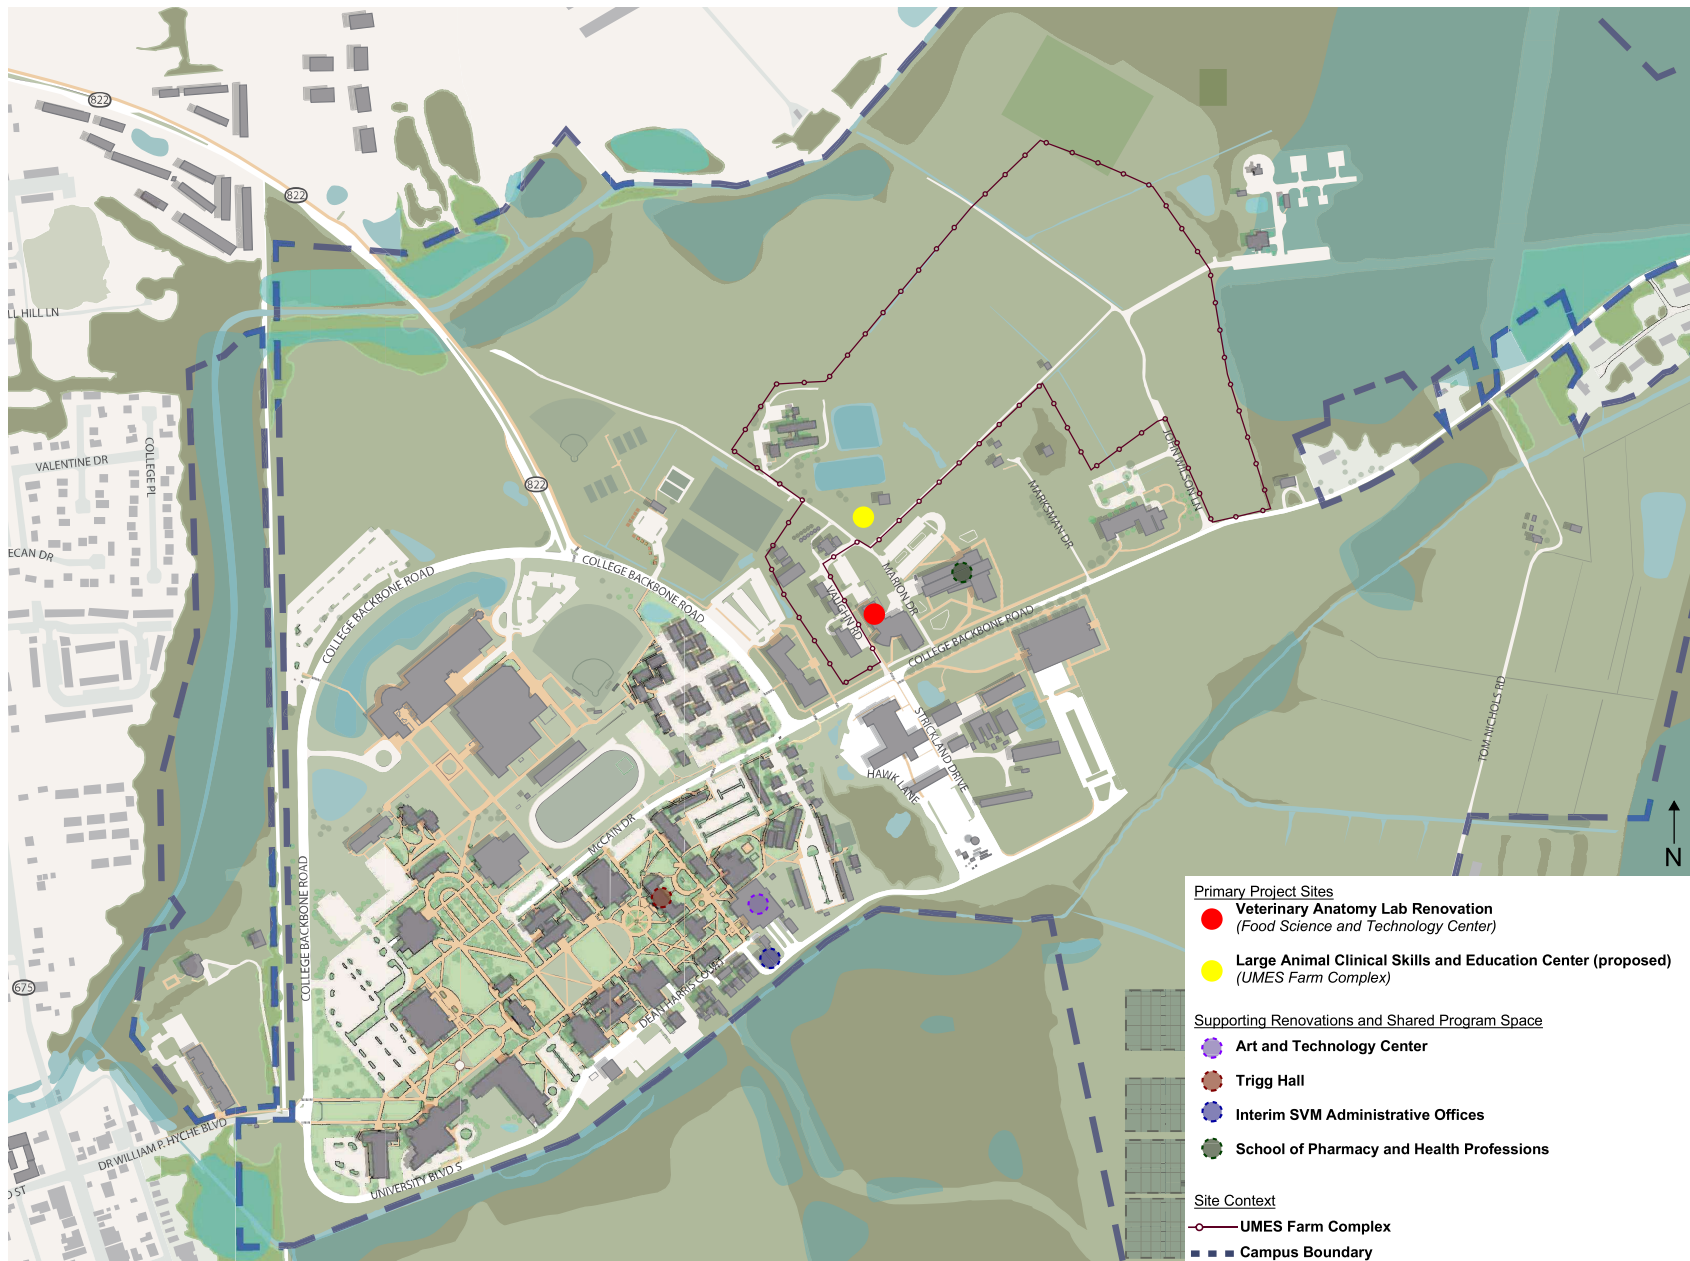 822
822
LL HILL LN
VALENTINE DR
COLLEGE PL
822
ECAN DR
COLLEGE BACKBONE ROAD
COLLEGE BACKBONE ROAD
MARKSMAN DR
JOHN WILSON LN
MARION DR
VAUGHN RD
COLLEGE BACKBONE ROAD
STRICKLAND DRIVE
HAWK LANE
TOM NICHOLS RD
McCAIN DR
COLLEGE BACKBONE ROAD
DEAN HARRIS COURT
675
DR WILLIAM P. HYCHE BLVD
UNIVERSITY BLVD S
D ST
N
Primary Project Sites
Veterinary Anatomy Lab Renovation
(Food Science and Technology Center)
Large Animal Clinical Skills and Education Center (proposed)
(UMES Farm Complex)
Supporting Renovations and Shared Program Space
Art and Technology Center
Trigg Hall
Interim SVM Administrative Offices
School of Pharmacy and Health Professions
Site Context
UMES Farm Complex
Campus Boundary